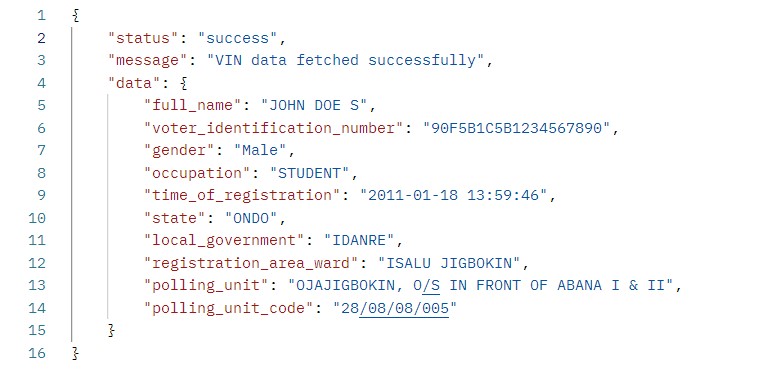 1 {
2 "status": "success",
3 "message": "VIN data fetched successfully",
4 "data": {
5 "full_name": "JOHN DOE S",
6 "voter_identification_number": "90F5B1C5B1234567890",
7 "gender": "Male",
8 "occupation": "STUDENT",
9 "time_of_registration": "2011-01-18 13:59:46",
10 "state": "ONDO",
11 "local_government": "IDANRE",
12 "registration_area_ward": "ISALU JIGBOKIN",
13 "polling_unit": "OJAJIGBOKIN, O/S IN FRONT OF ABANA I & II",
14 "polling_unit_code": "28/08/08/005"
15 }
16 }